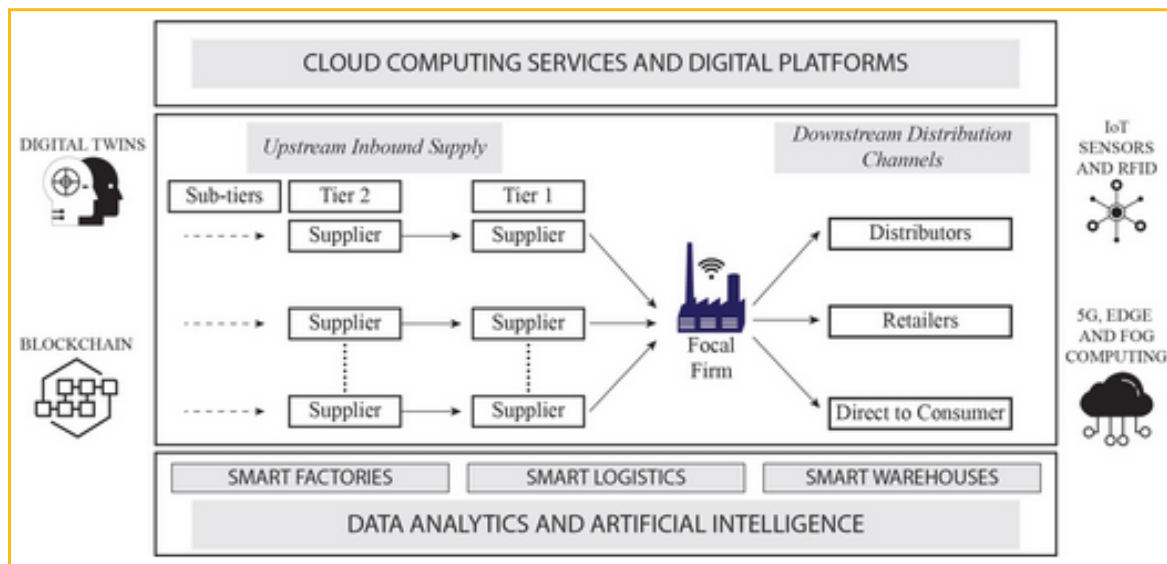 CLOUD COMPUTING SERVICES AND DIGITAL PLATFORMS
DIGITAL TWINS
BLOCKCHAIN
Upstream Inbound Supply
Downstream Distribution
Channels
Sub-tiers
Tier 2
Tier 1
Supplier
Supplier
Supplier
Supplier
Supplier
Supplier
Focal
Firm
Distributors
Retailers
Direct to Consumer
IoT
SENSORS
AND RFID
5G, EDGE
AND FOG
COMPUTING
SMART FACTORIES
SMART LOGISTICS
SMART WAREHOUSES
DATA ANALYTICS AND ARTIFICIAL INTELLIGENCE